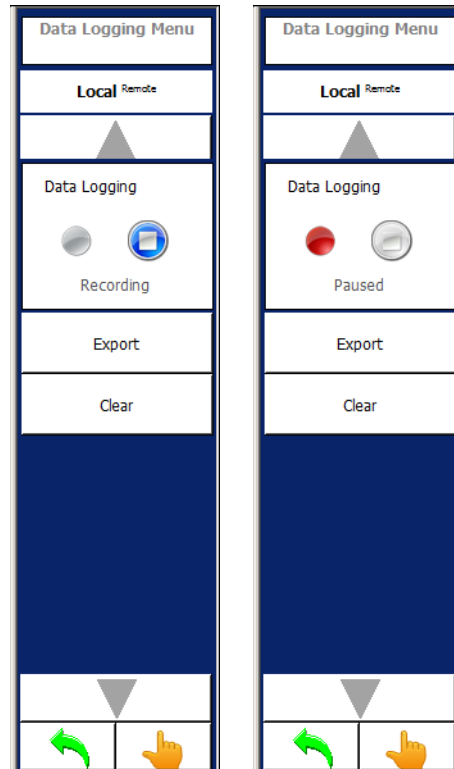 Data Logging Menu
Local Remote
Data Logging
Recording
Export
Clear
Data Logging Menu
Local Remote
Data Logging
Paused
Export
Clear